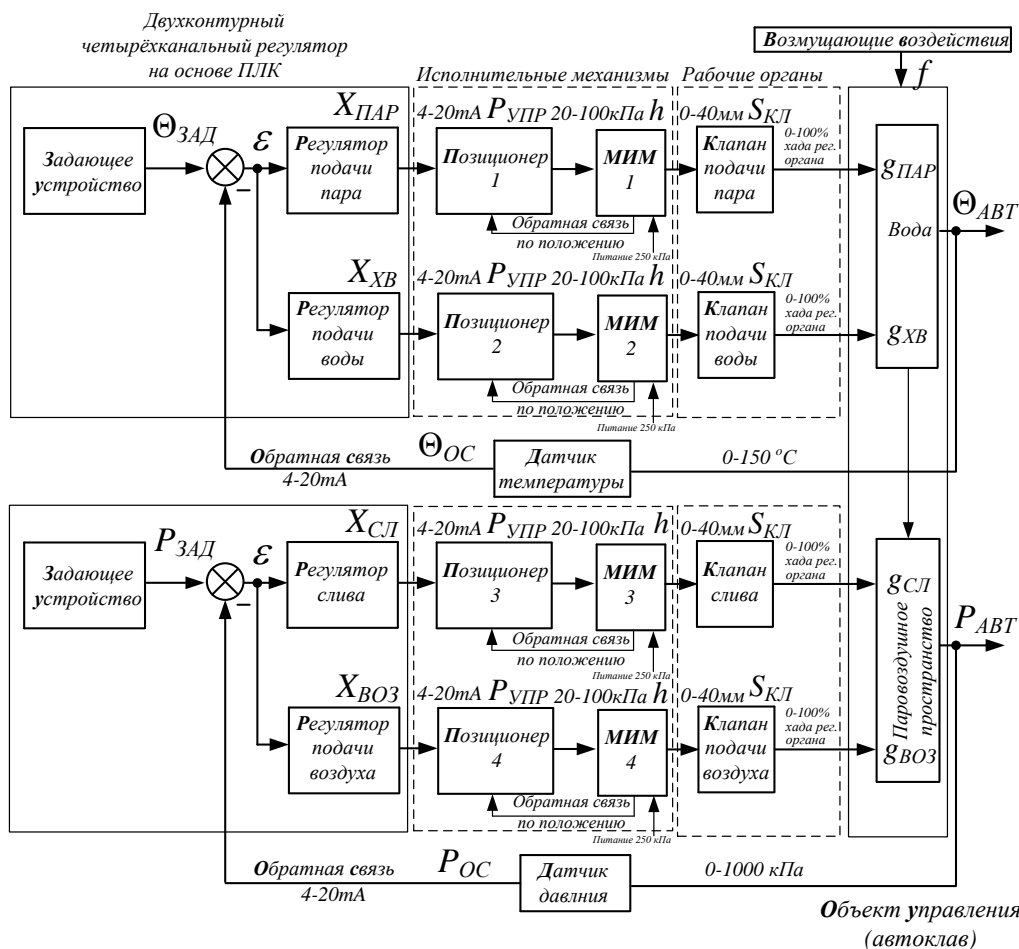 Двухконтурный
четырёхканальный регулятор
на основе ПЛК
Возмущающие воздействия
Исполнительные механизмы
Рабочие органы
f
X_ПАР
4-20mA P_УПР 20-100кПа h
0-40мм S_КЛ
0-100%
хада рег.
органа
Задающее
устройство
Θ_ЗАД
ε
–
Регулятор
подачи
пара
Позиционер
1
МИМ
1
Клапан
подачи
пара
g_ПАР
Обратная связь
по положению
Питание 250 кПа
Вода
Θ_АВТ
X_ХВ
4-20mA P_УПР 20-100кПа h
0-40мм S_КЛ
0-100%
хада рег.
органа
Регулятор
подачи
воды
Позиционер
2
МИМ
2
Клапан
подачи
воды
g_ХВ
Обратная связь
по положению
Питание 250 кПа
Обратная связь
4-20mA
Θ_ОС
Датчик
температуры
0-150 °С
X_СЛ
4-20mA P_УПР 20-100кПа h
0-40мм S_КЛ
0-100%
хада рег.
органа
Задающее
устройство
P_ЗАД
ε
–
Регулятор
слива
Позиционер
3
МИМ
3
Клапан
слива
g_СЛ
Обратная связь
по положению
Питание 250 кПа
Паровоздушное
пространство
P_АВТ
X_ВОЗ
4-20mA P_УПР 20-100кПа h
0-40мм S_КЛ
0-100%
хада рег.
органа
Регулятор
подачи
воздуха
Позиционер
4
МИМ
4
Клапан
подачи
воздуха
g_ВОЗ
Обратная связь
по положению
Питание 250 кПа
Обратная связь
4-20mA
P_ОС
Датчик
давлния
0-1000 кПа
Объект управления
(автоклав)